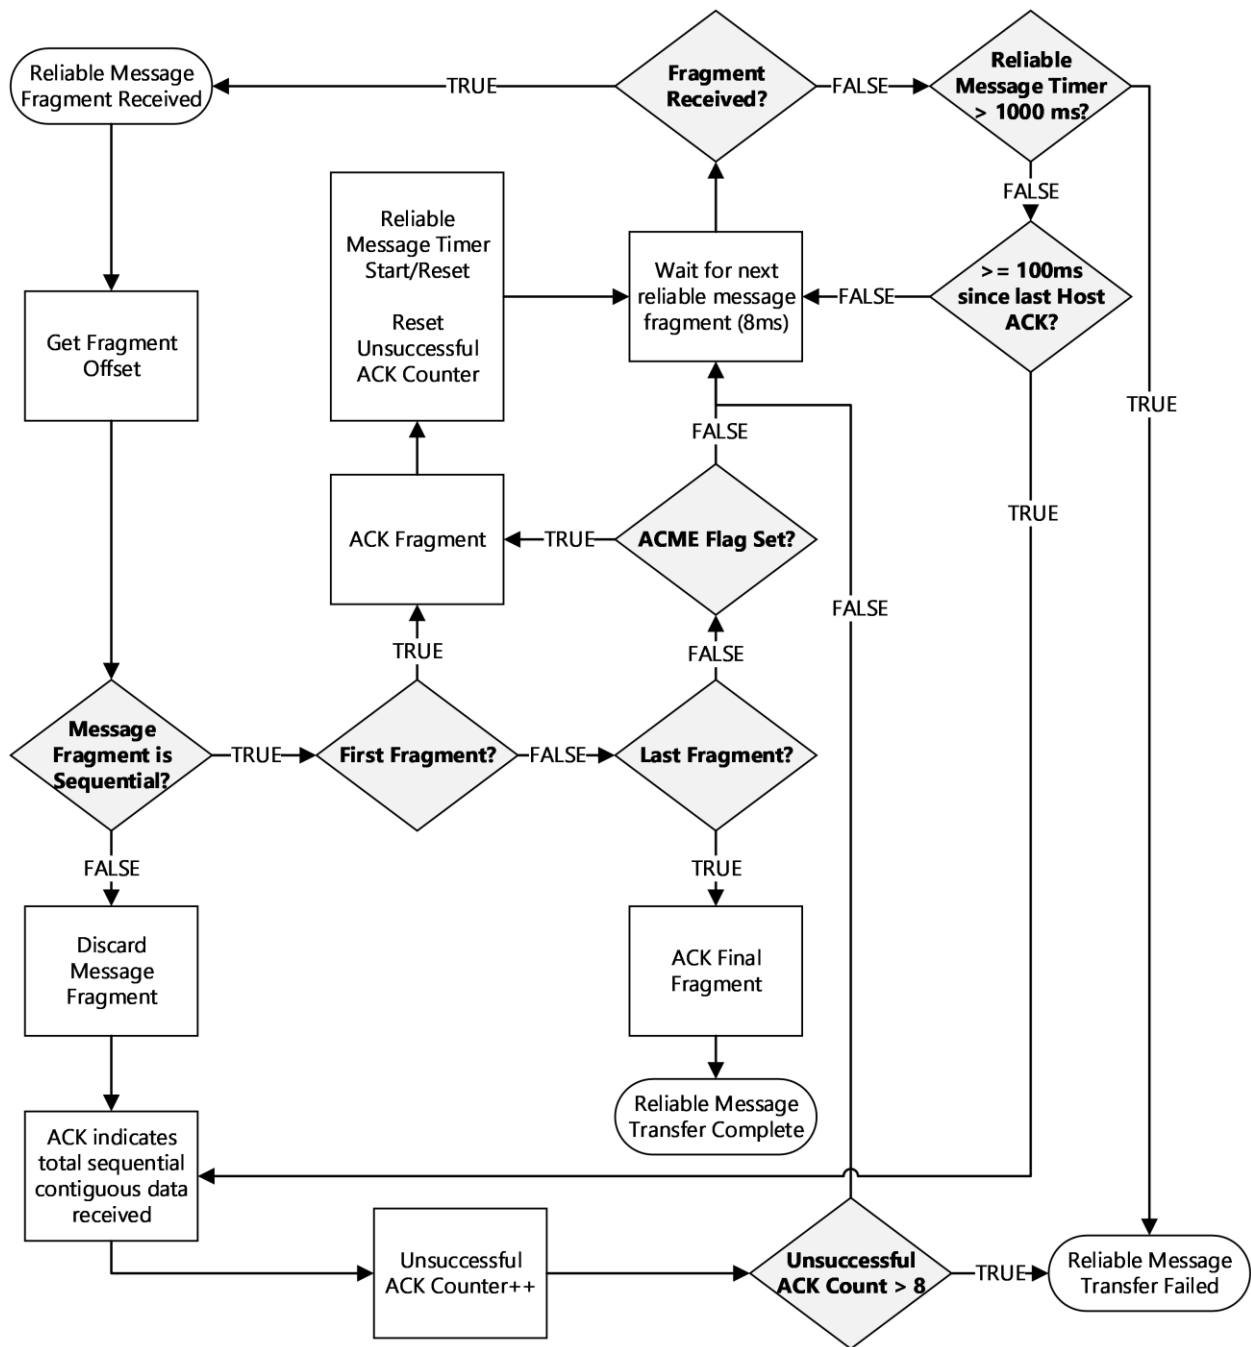 Reliable Message
Fragment Received
TRUE
Fragment
Received?
FALSE
Reliable
Message Timer
> 1000 ms?
FALSE
Reliable
Message Timer
Start/Reset
Reset
Unsuccessful
ACK Counter
Wait for next
reliable message
fragment (8ms)
FALSE
>= 100ms
since last Host
ACK?
Get Fragment
Offset
TRUE
FALSE
TRUE
ACK Fragment
TRUE
ACME Flag Set?
FALSE
TRUE
FALSE
Message
Fragment is
Sequential?
TRUE
First Fragment?
FALSE
Last Fragment?
FALSE
TRUE
Discard
Message
Fragment
ACK Final
Fragment
Reliable Message
Transfer Complete
ACK indicates
total sequential
contiguous data
received
Unsuccessful
ACK Counter++
Unsuccessful
ACK Count > 8
TRUE
Reliable Message
Transfer Failed